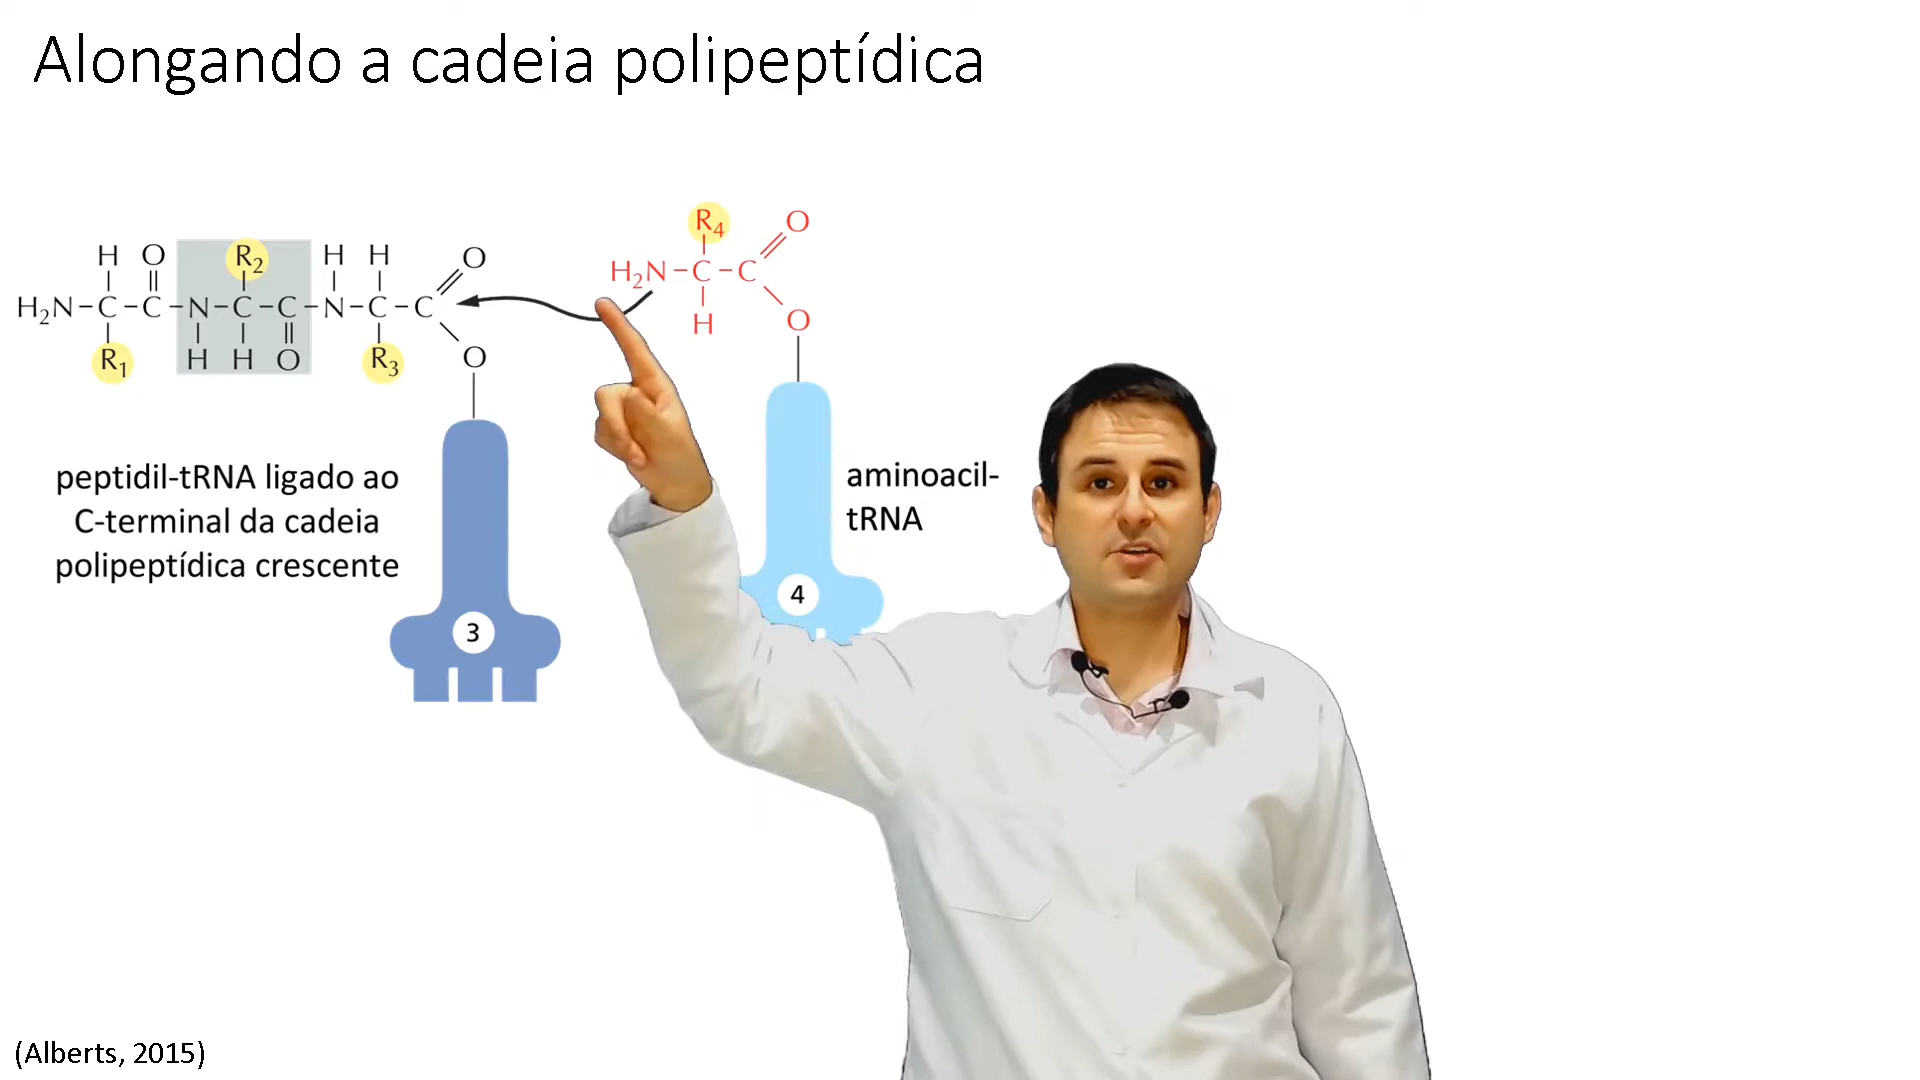 Alongando a cadeia polipeptídica
H O R2 H H O
H2N-C-C-N-C-C-N-C-C
R1 H H O R3 O
R4 O
H2N-C-C
H O
peptidil-tRNA ligado ao
C-terminal da cadeia
polipeptídica crescente
3
aminoacil-
tRNA
4
(Alberts, 2015)